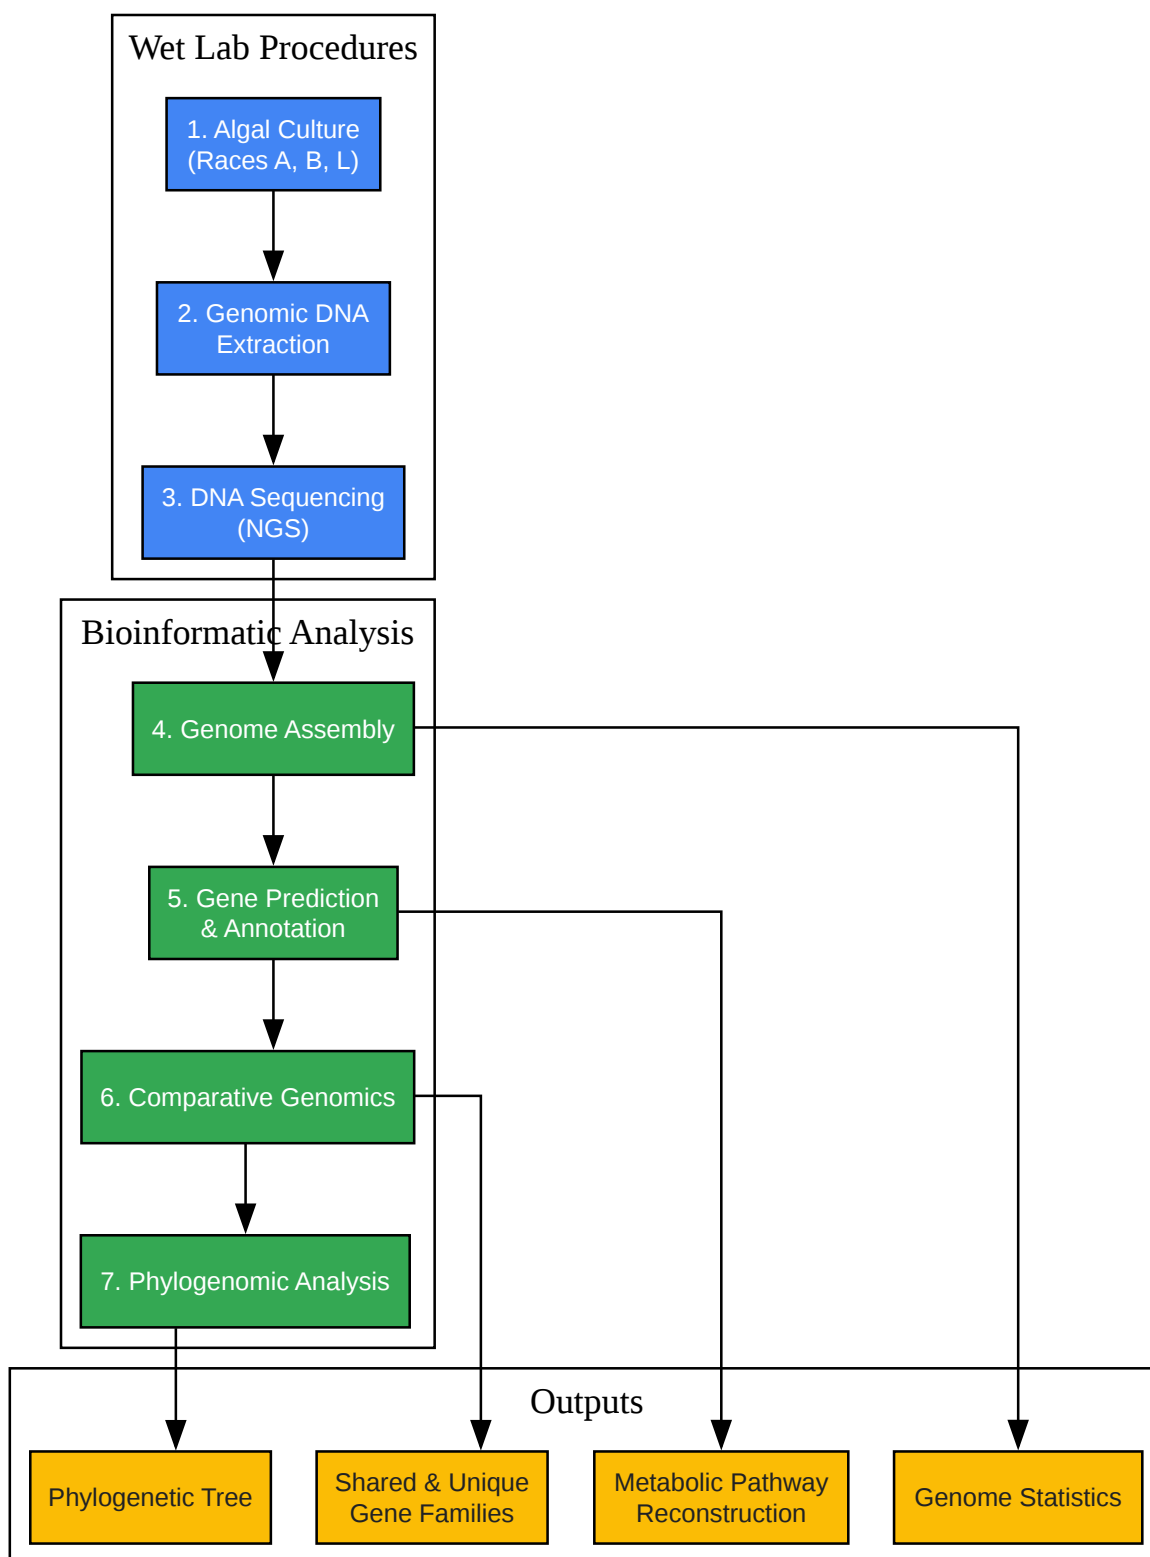 Wet Lab Procedures
1. Algal Culture
(Races A, B, L)
2. Genomic DNA
Extraction
3. DNA Sequencing
(NGS)
Bioinformatic Analysis
4. Genome Assembly
5. Gene Prediction
& Annotation
6. Comparative Genomics
7. Phylogenomic Analysis
Outputs
Phylogenetic Tree
Shared & Unique
Gene Families
Metabolic Pathway
Reconstruction
Genome Statistics